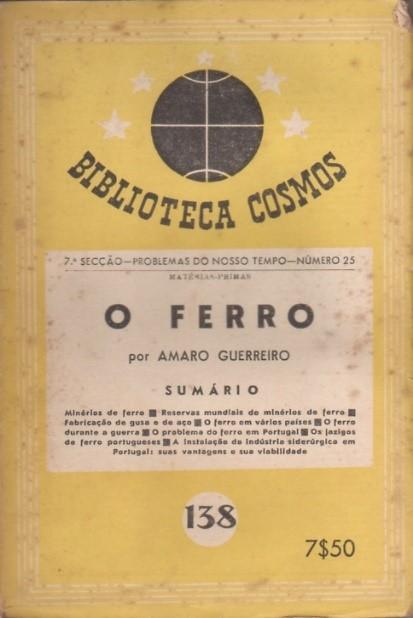 BIBLIOTECA COSMOS
7.ª SECÇÃO—PROBLEMAS DO NOSSO TEMPO—NÚMERO 25
MATÉRIAS-PRIMAS
O FERRO
por AMARO GUERREIRO
SUMÁRIO
Minérios de ferro ■ Reservas mundiais de minérios de ferro ■
Fabricação de gusa e de aço ■ O ferro em vários países ■ O ferro
durante a guerra ■ O problema do ferro em Portugal ■ Os jazigos
de ferro portugueses ■ A instalação da indústria siderúrgica em
Portugal: suas vantagens e sua viabilidade
138
7$50